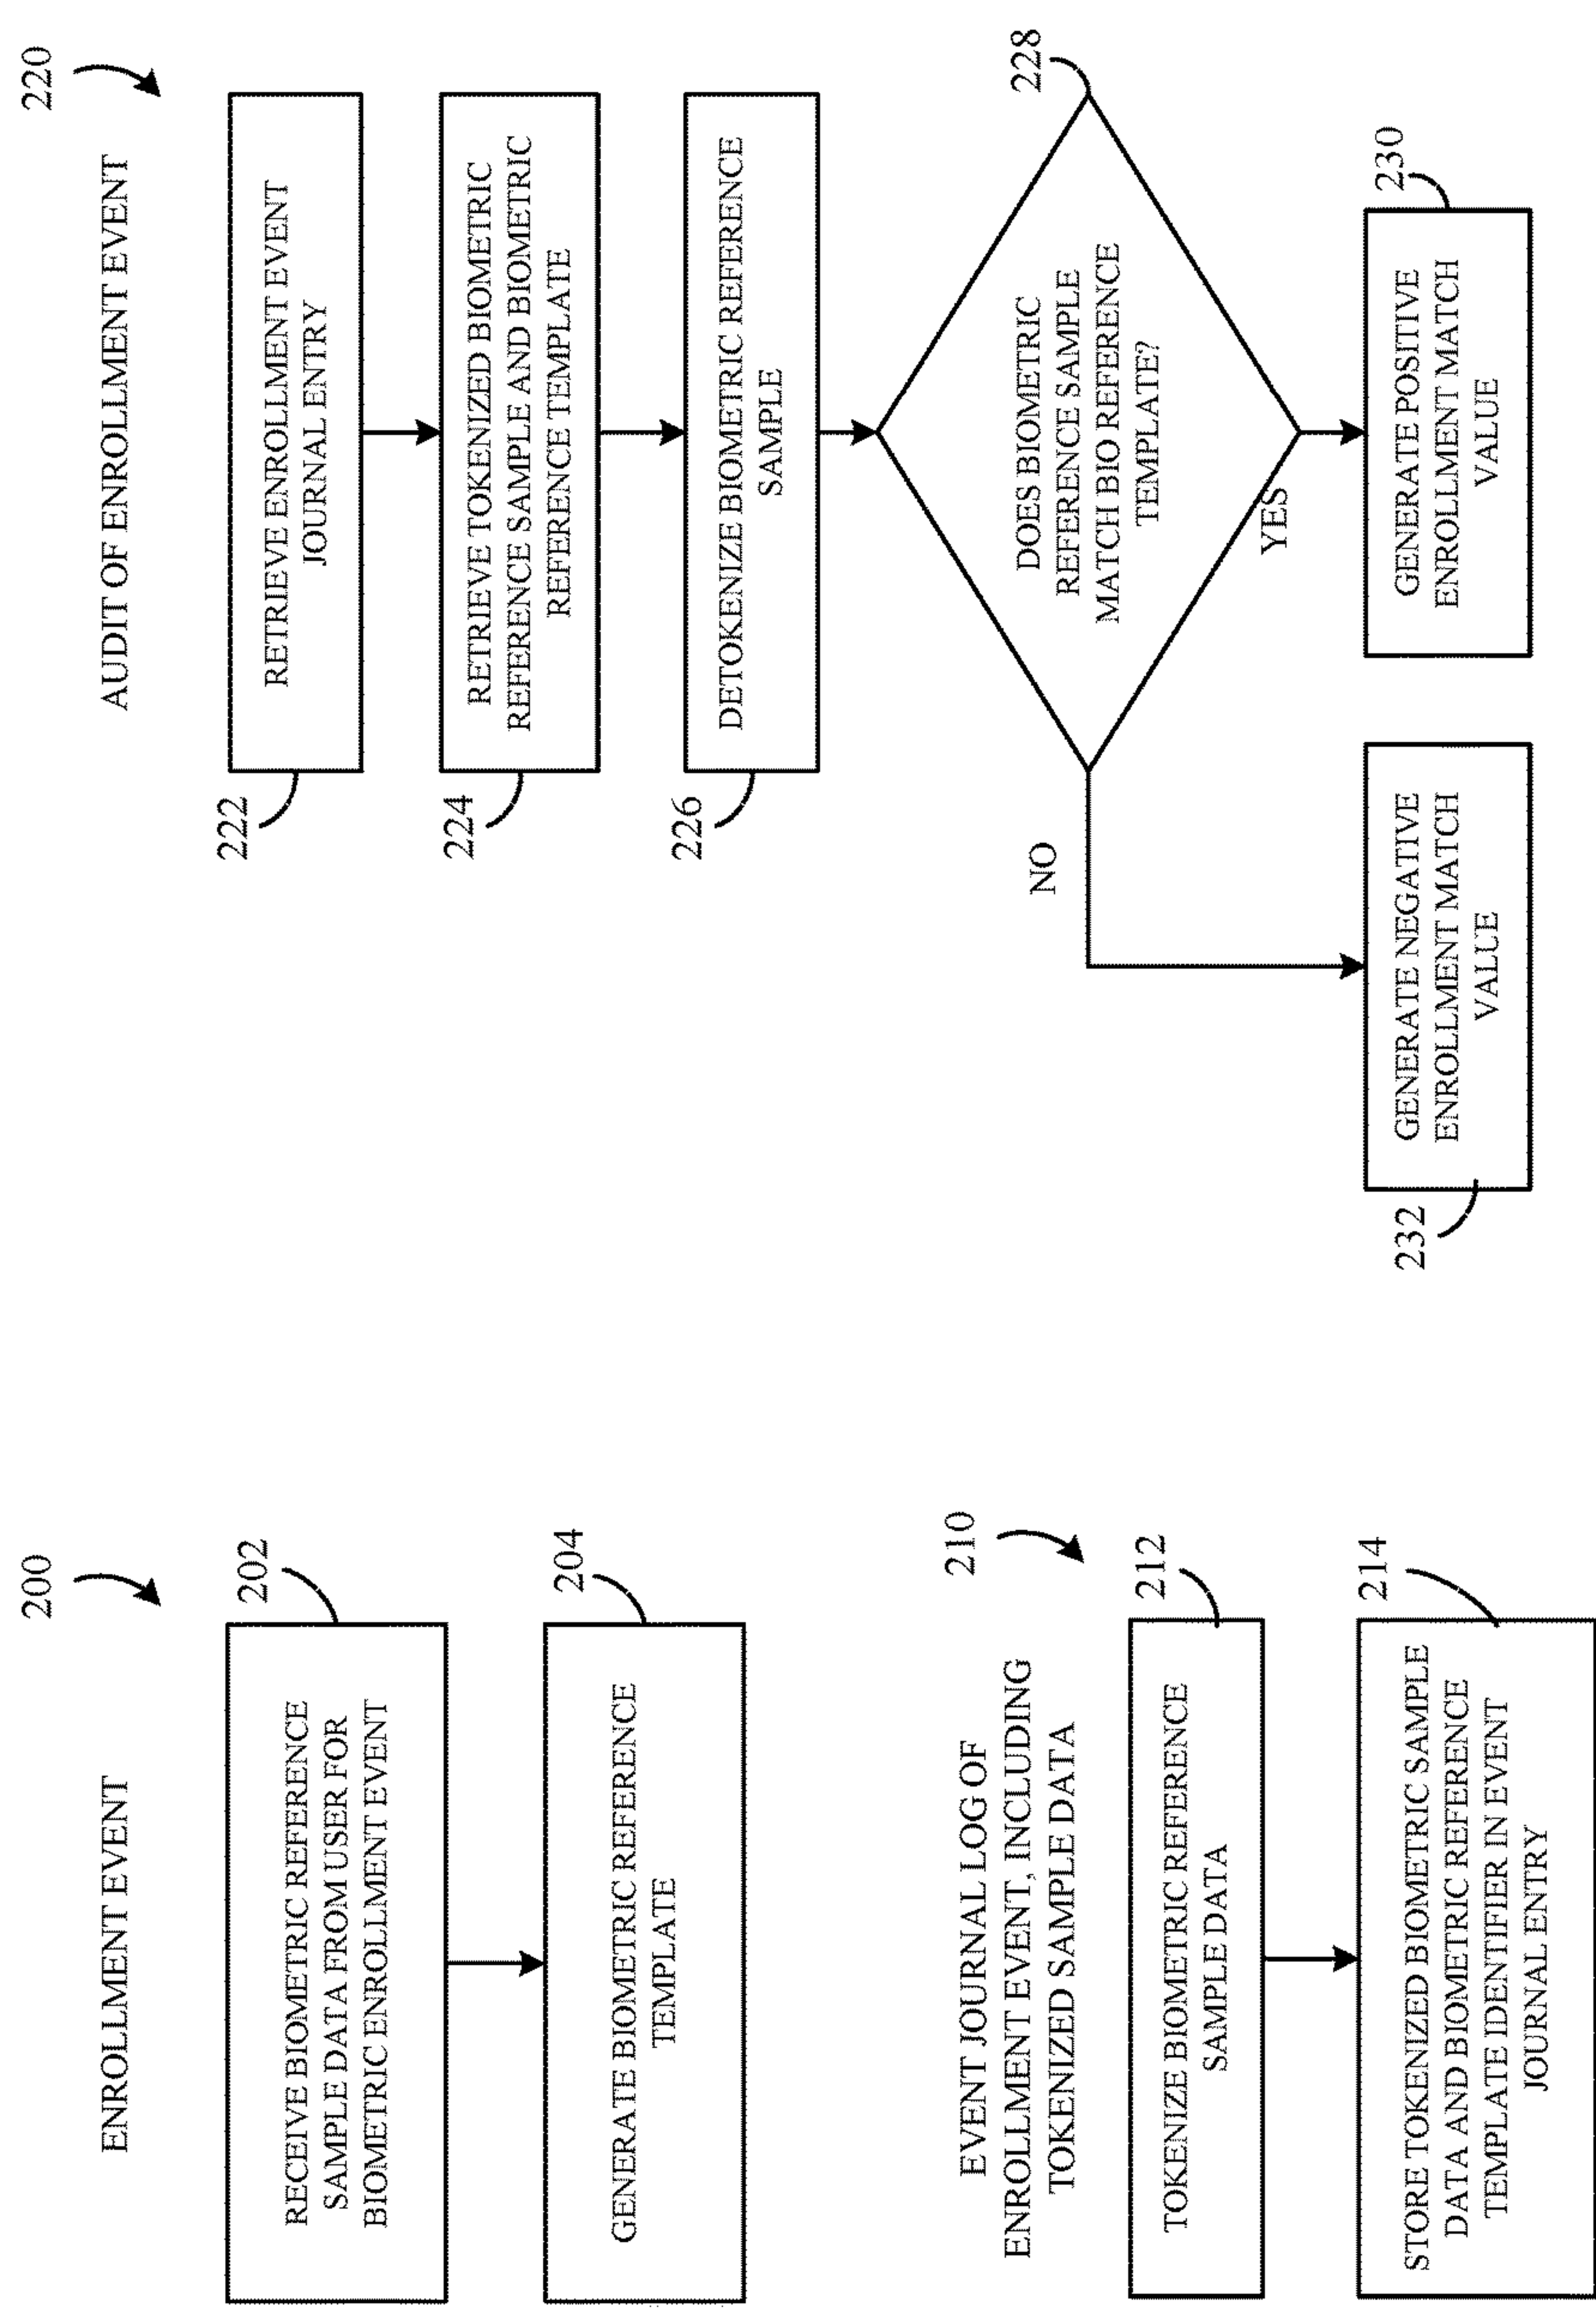 ENROLLMENT EVENT
200
202
RECEIVE BIOMETRIC REFERENCE
SAMPLE DATA FROM USER FOR
BIOMETRIC ENROLLMENT EVENT
204
GENERATE BIOMETRIC REFERENCE
TEMPLATE
210
EVENT JOURNAL LOG OF
ENROLLMENT EVENT, INCLUDING
TOKENIZED SAMPLE DATA
212
TOKENIZE BIOMETRIC REFERENCE
SAMPLE DATA
214
STORE TOKENIZED BIOMETRIC SAMPLE
DATA AND BIOMETRIC REFERENCE
TEMPLATE IDENTIFIER IN EVENT
JOURNAL ENTRY
220
AUDIT OF ENROLLMENT EVENT
222
RETRIEVE ENROLLMENT EVENT
JOURNAL ENTRY
224
RETRIEVE TOKENIZED BIOMETRIC
REFERENCE SAMPLE AND BIOMETRIC
REFERENCE TEMPLATE
226
DETOKENIZE BIOMETRIC REFERENCE
SAMPLE
228
DOES BIOMETRIC
REFERENCE SAMPLE
MATCH BIO REFERENCE
TEMPLATE?
NO
YES
232
GENERATE NEGATIVE
ENROLLMENT MATCH
VALUE
230
GENERATE POSITIVE
ENROLLMENT MATCH
VALUE